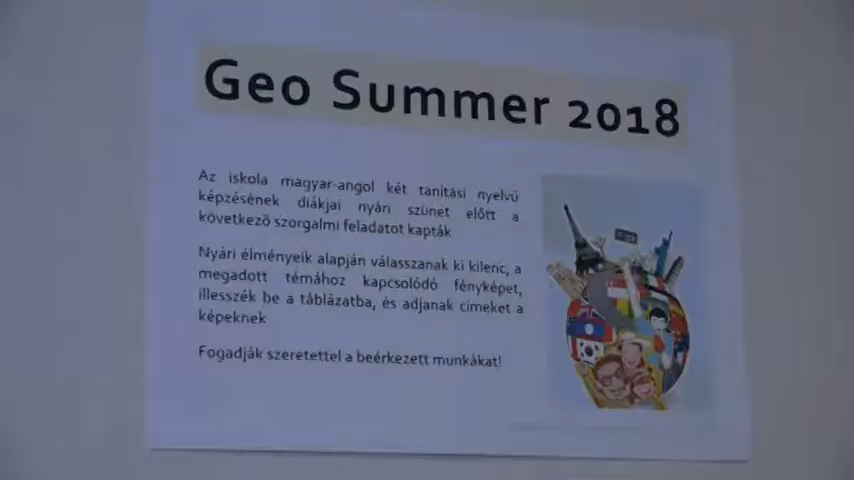 Geo Summer 2018
Az iskola magyar-angol két tanítási nyelvű
képzésének diákjai nyári szünet előtt a
következő szorgalmi feladatot kapták
Nyári élményeik alapján válasszanak ki kilenc, a
megadott témához kapcsolódó fényképet,
illesszék be a táblázatba, és adjanak címeket a
képeknek
Fogadják szeretettel a beérkezett munkákat!